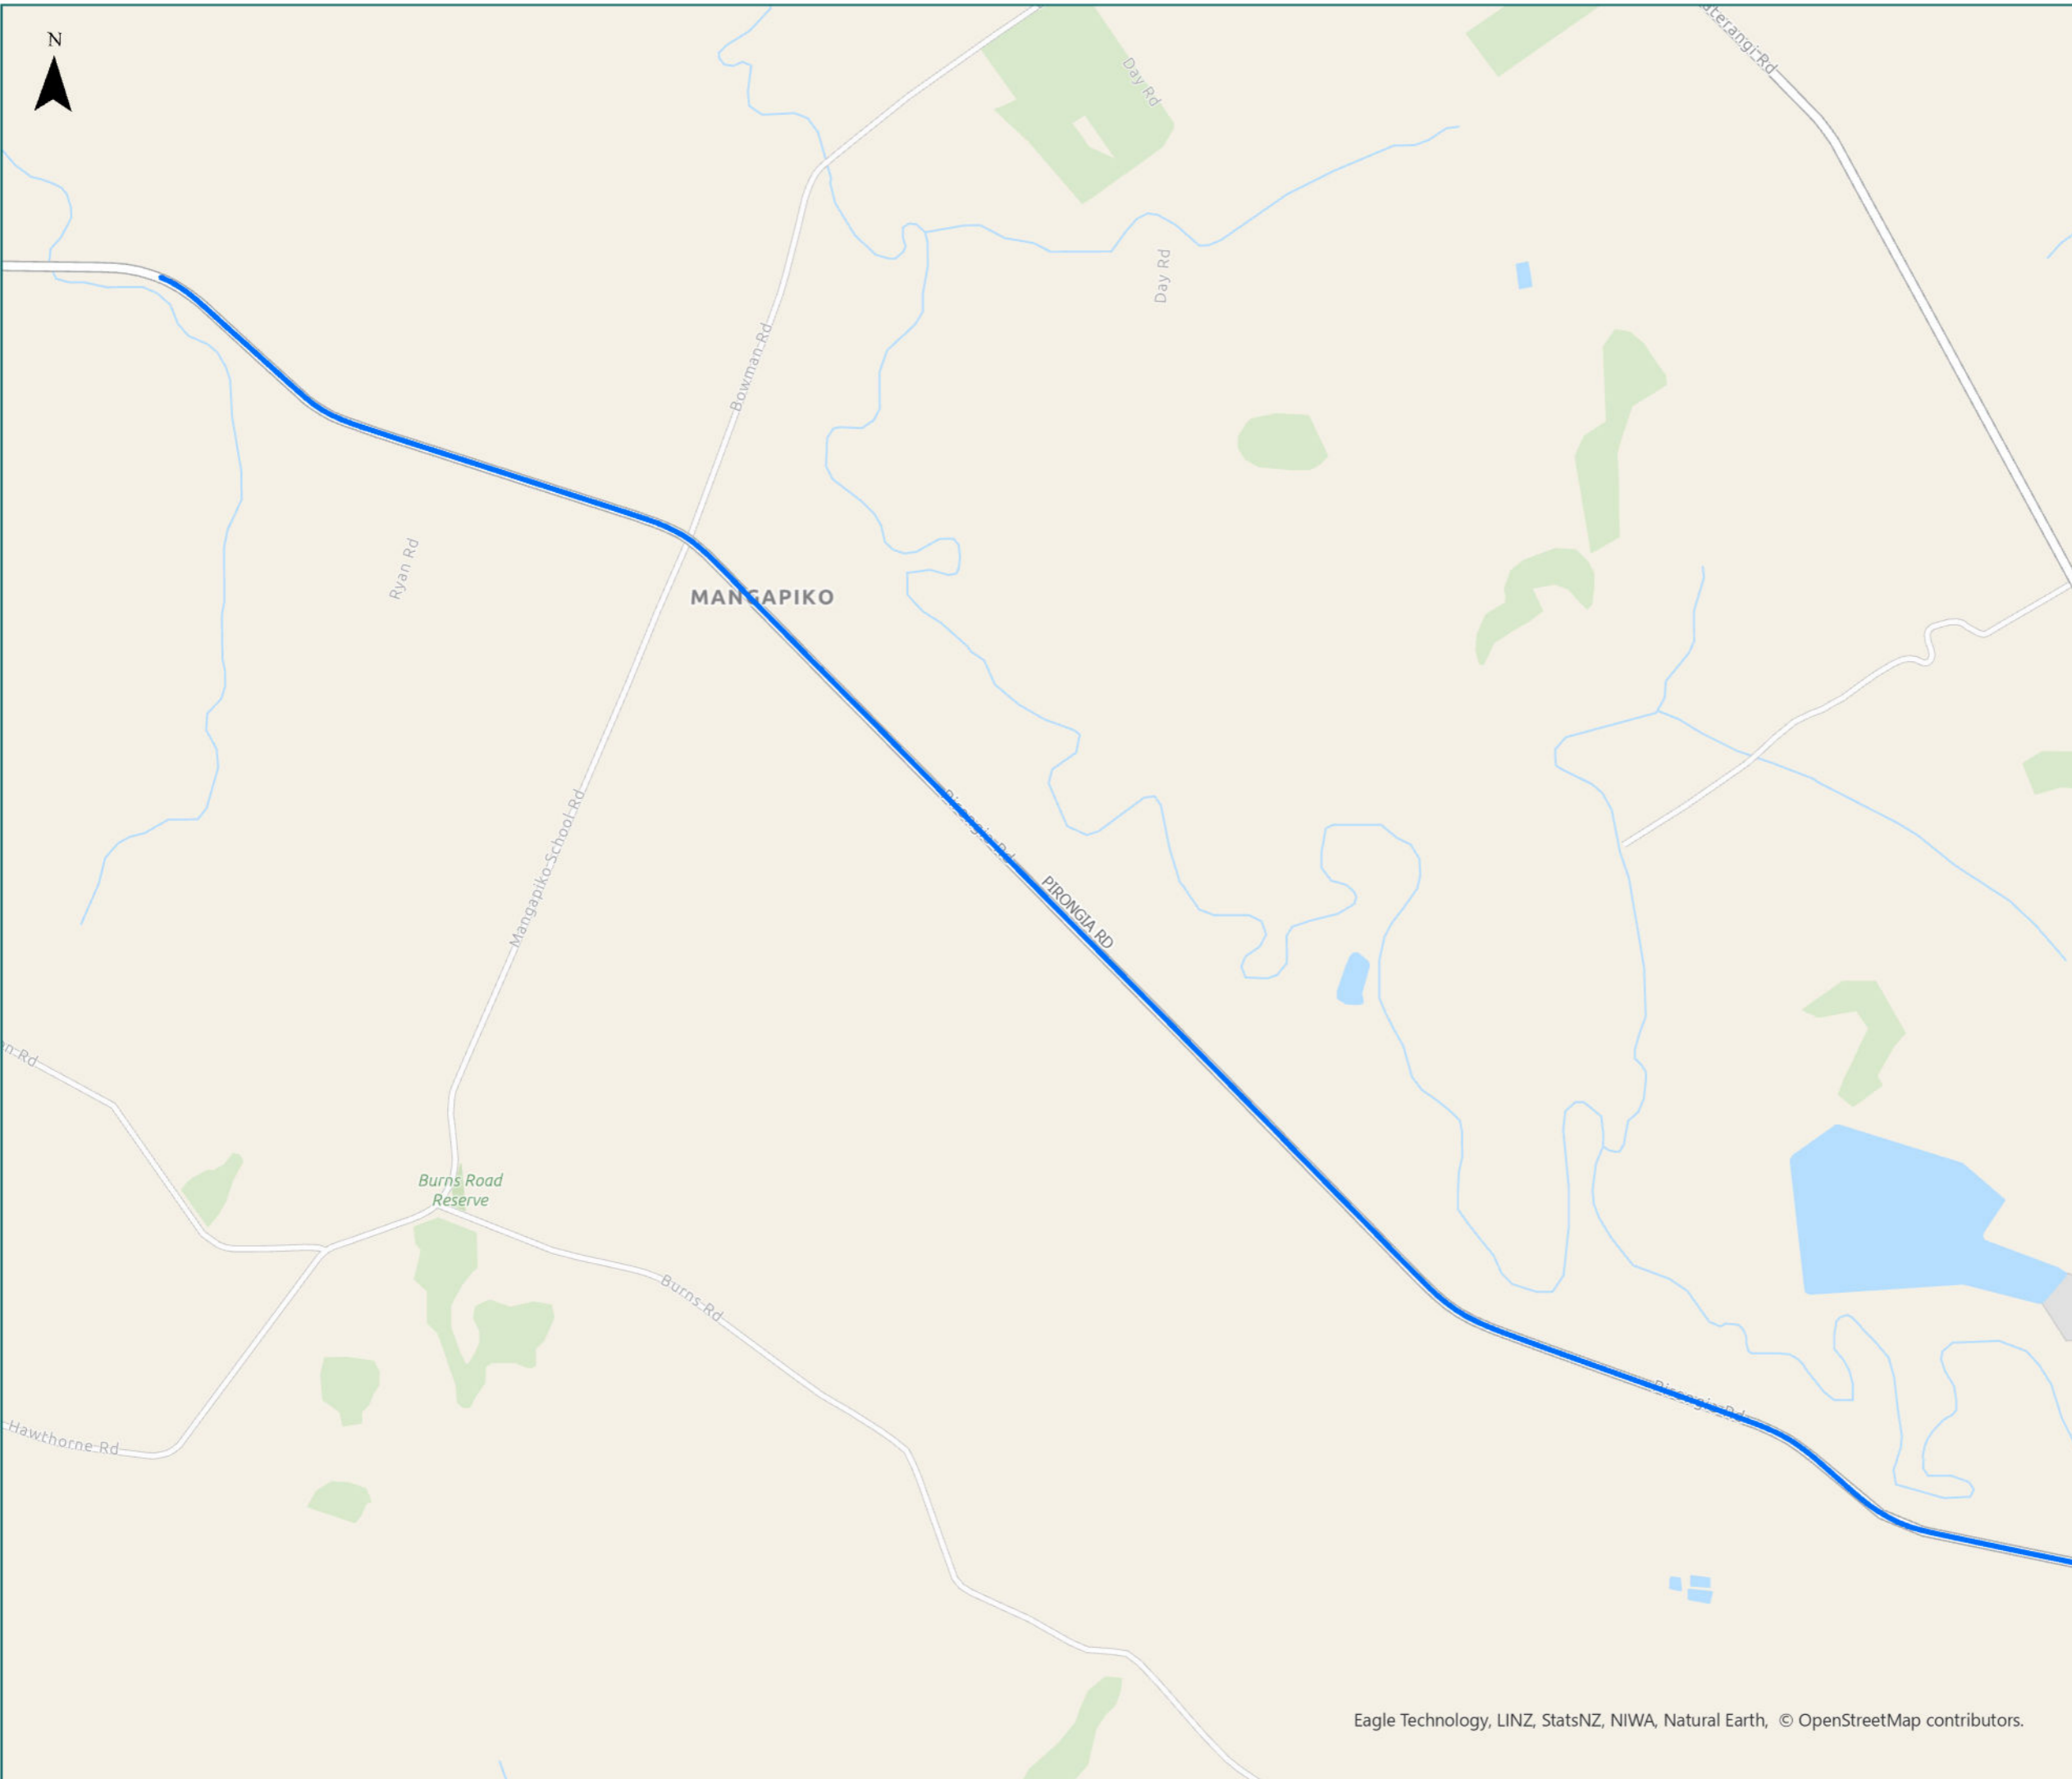 N
Day Rd
Day Rd
Bowman Rd
Ryan Rd
MANGAPIKO
Mangapiko School Rd
Pirongia Rd
PIRONGIA RD
Burns Road
Reserve
Burns Rd
Hawthorne Rd
Pirongia Rd
Eagle Technology, LINZ, StatsNZ, NIWA, Natural Earth, © OpenStreetMap contributors.